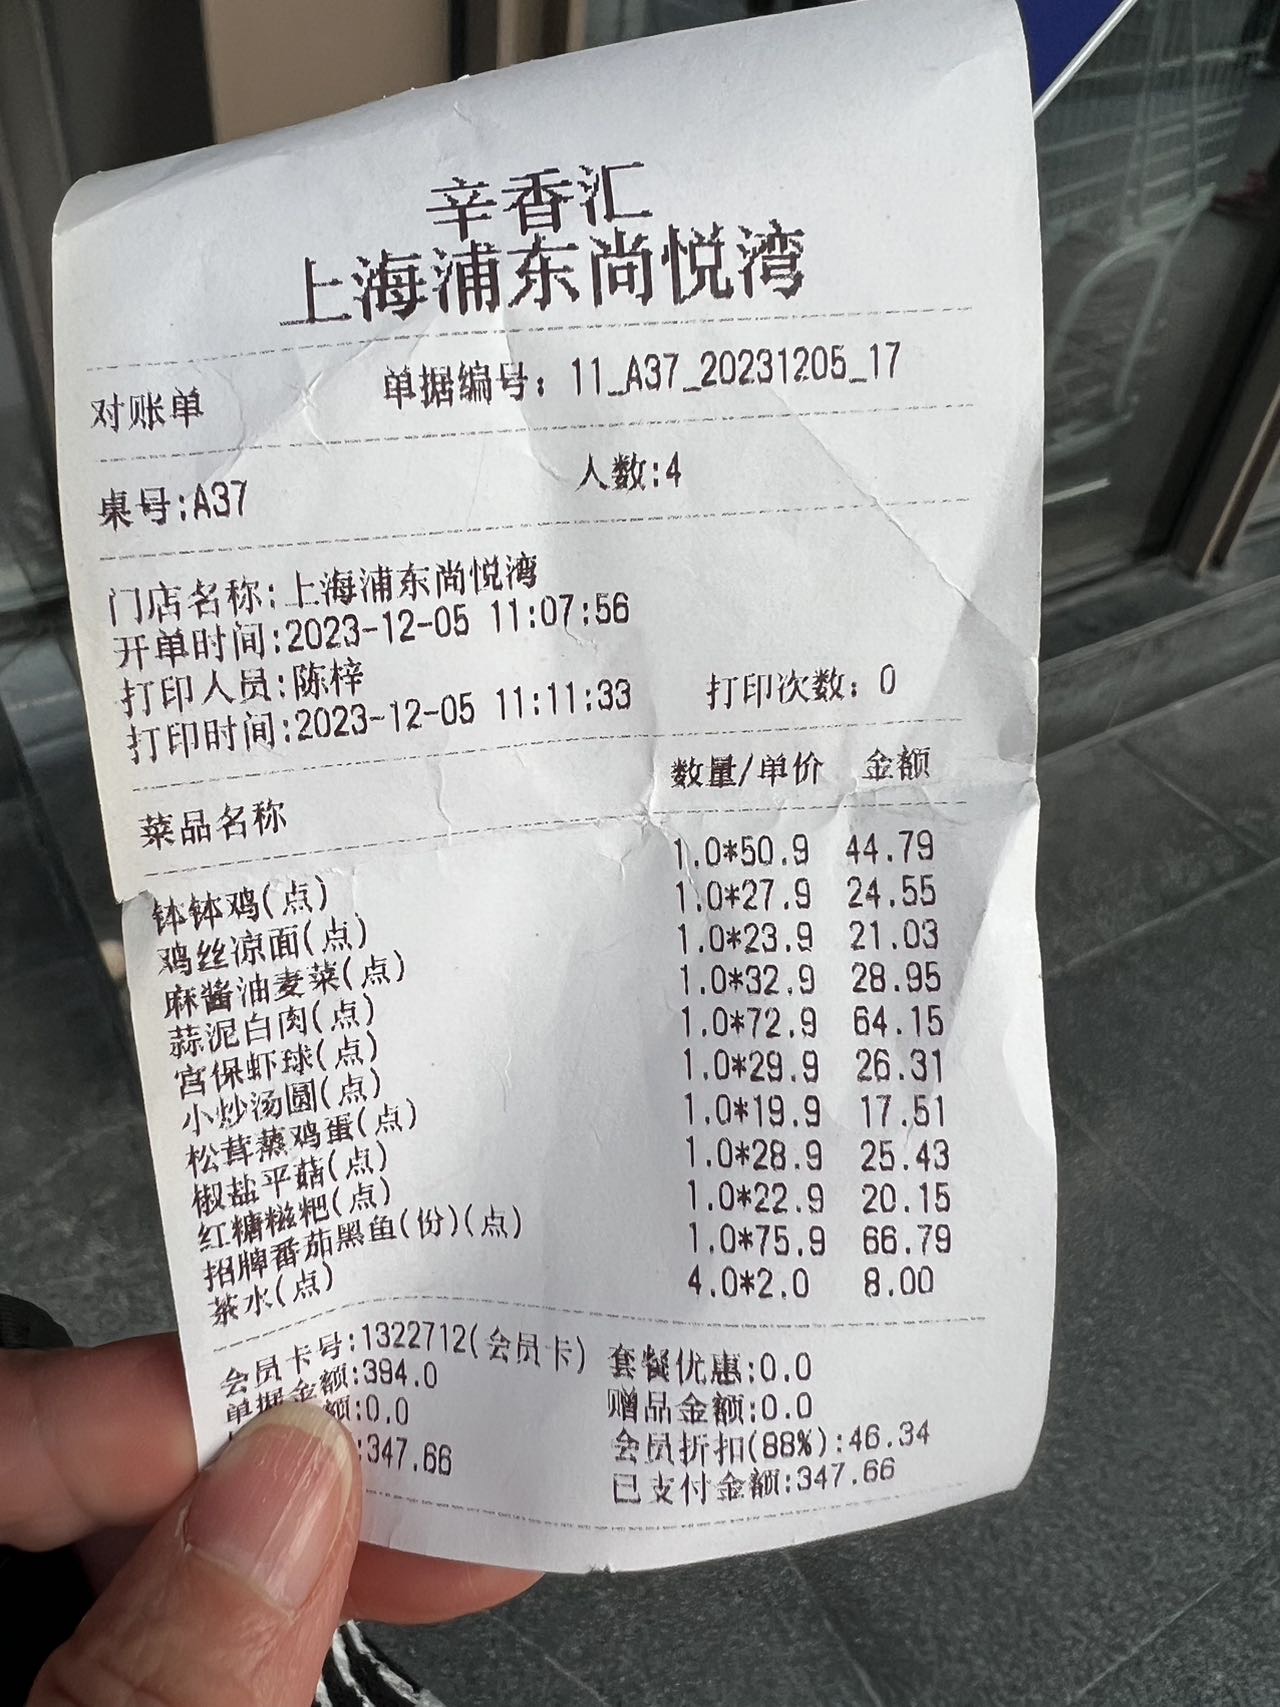 辛香汇
上海浦东尚悦湾
对账单 单据编号：11_A37_20231205_17
桌号:A37 人数:4
门店名称:上海浦东尚悦湾
开单时间:2023-12-05 11:07:56
打印人员:陈梓
打印时间:2023-12-05 11:11:33 打印次数：0
菜品名称 数量/单价 金额
钵钵鸡(点) 1.0*50.9 44.79
鸡丝凉面(点) 1.0*27.9 24.55
麻酱油麦菜(点) 1.0*23.9 21.03
蒜泥白肉(点) 1.0*32.9 28.95
宫保虾球(点) 1.0*72.9 64.15
小炒汤圆(点) 1.0*29.9 26.31
松茸蒸鸡蛋(点) 1.0*19.9 17.51
椒盐平菇(点) 1.0*28.9 25.43
红糖糍粑(点) 1.0*22.9 20.15
招牌番茄黑鱼(份)(点) 1.0*75.9 66.79
茶水(点) 4.0*2.0 8.00
会员卡号:1322712(会员卡) 套餐优惠:0.0
单据金额:394.0 赠品金额:0.0
额:0.0 会员折扣(88%):46.34
:347.66 已支付金额:347.66